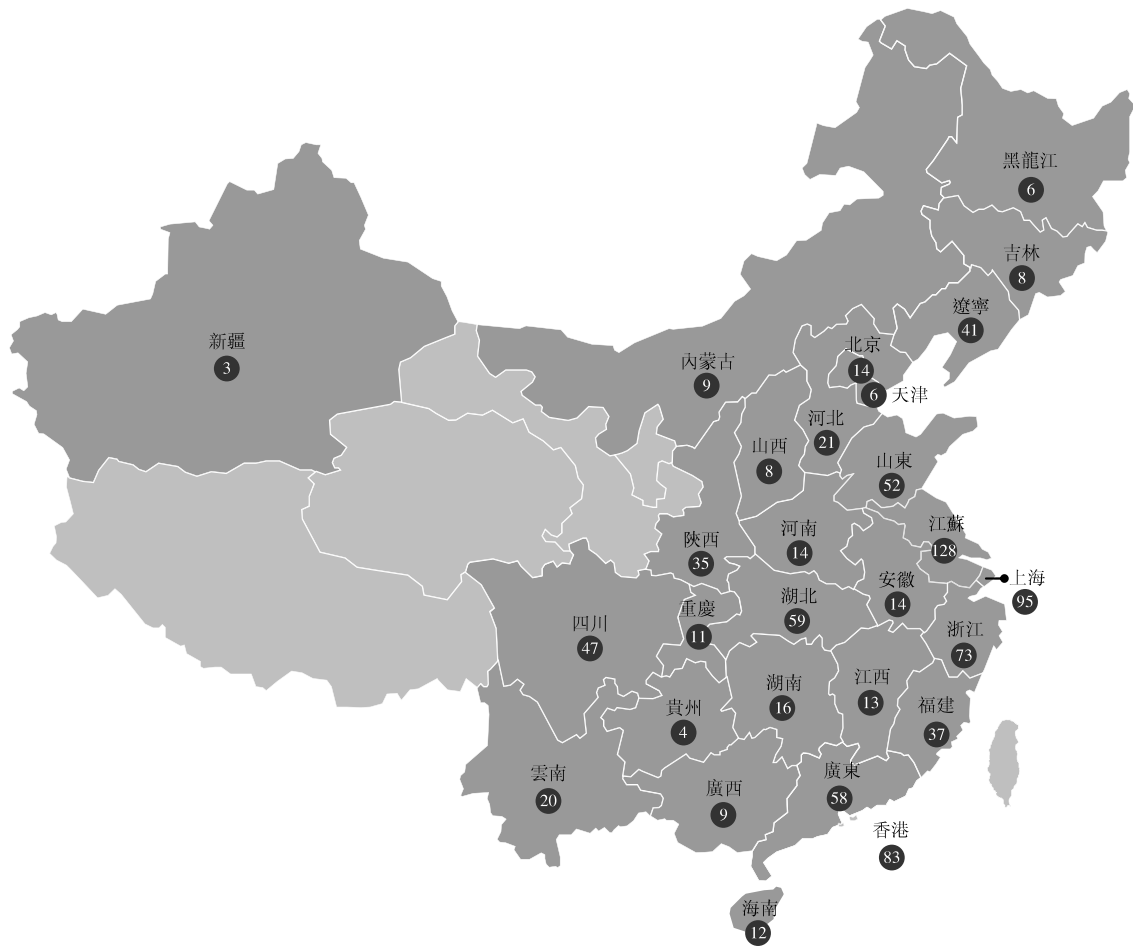 黑龍江
6
吉林
8
遼寧
41
新疆
3
內蒙古
9
北京
14
6 天津
河北
21
山西
8
山東
52
陝西
35
河南
14
江蘇
128
安徽
14
上海
95
四川
47
重慶
11
湖北
59
浙江
73
貴州
4
湖南
16
江西
13
福建
37
雲南
20
廣西
9
廣東
58
香港
83
海南
12